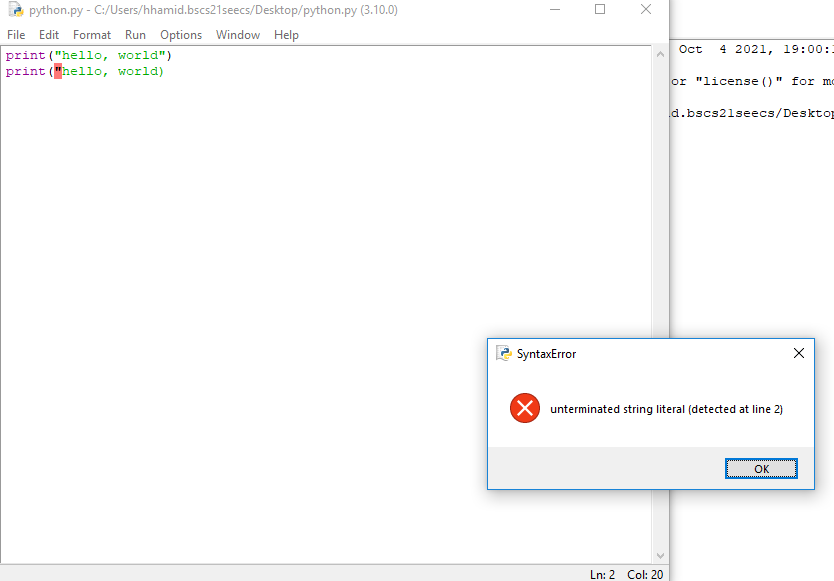 python.py - C:/Users/hhamid.bscs21seecs/Desktop/python.py (3.10.0)
File Edit Format Run Options Window Help
print("hello, world")
print("hello, world)
Oct  4 2021, 19:00:
or "license()" for
d.bscs21seecs/Desktop
SyntaxError
unterminated string literal (detected at line 2)
OK
Ln: 2 Col: 20